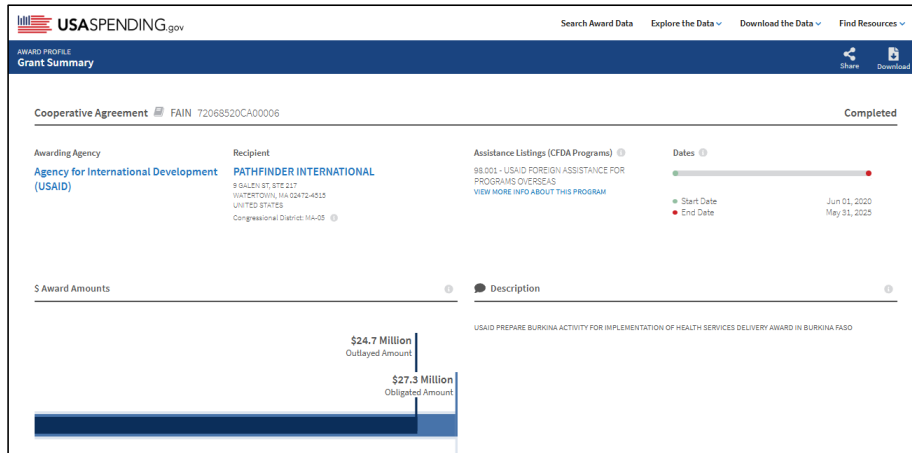 USASPENDING.gov
Search Award Data Explore the Data Download the Data Find Resources
AWARD PROFILE
Grant Summary
Share Download
Cooperative Agreement FAIN 72068520CA00006 Completed
Awarding Agency Recipient Assistance Listings (CFDA Programs) Dates
Agency for International Development (USAID)
PATHFINDER INTERNATIONAL
9 GALEN ST, STE 217
WATERTOWN, MA 02472-4515
UNITED STATES
Congressional District: MA-05
98.001 - USAID FOREIGN ASSISTANCE FOR
PROGRAMS OVERSEAS
VIEW MORE INFO ABOUT THIS PROGRAM
Start Date Jun 01, 2020
End Date May 31, 2025
$ Award Amounts
Description
USAID PREPARE BURKINA ACTIVITY FOR IMPLEMENTATION OF HEALTH SERVICES DELIVERY AWARD IN BURKINA FASO
$24.7 Million
Outlayed Amount
$27.3 Million
Obligated Amount